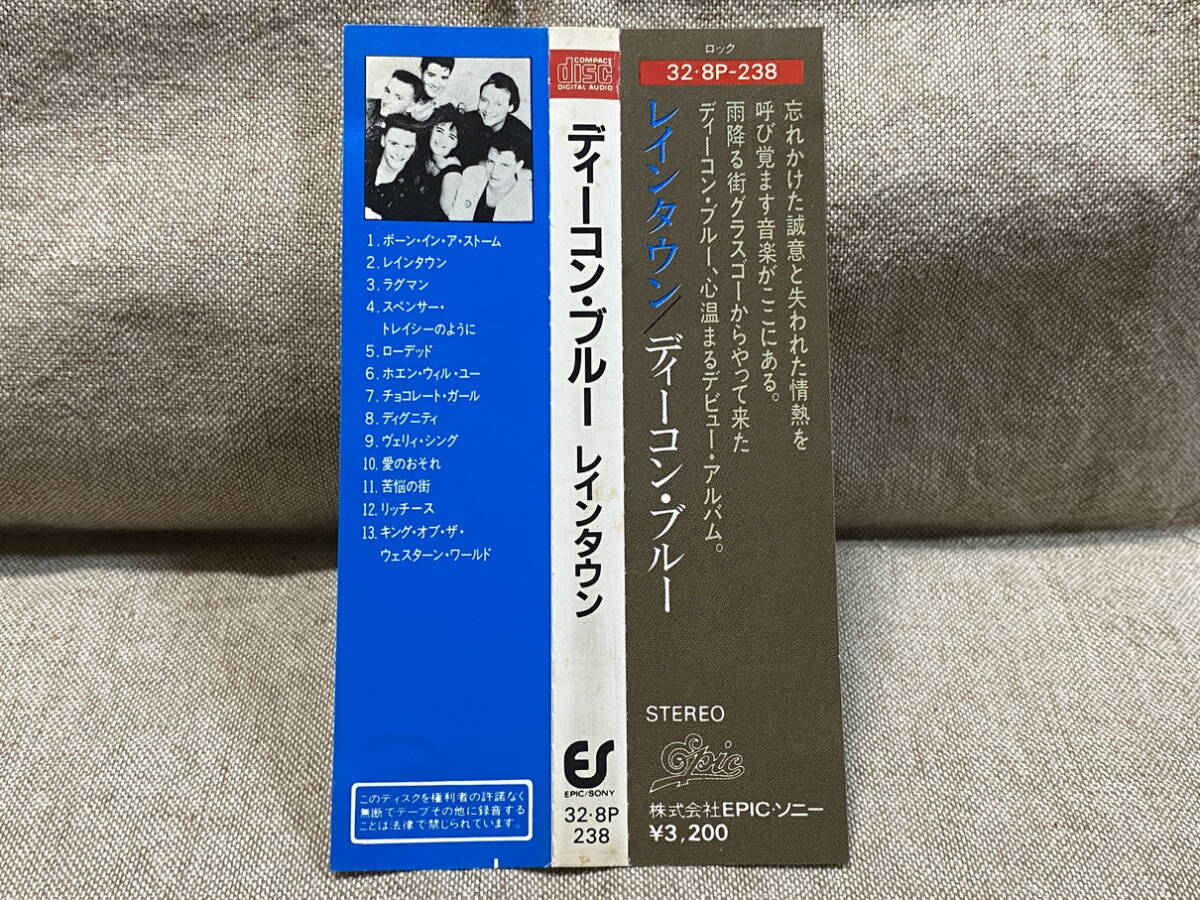 1. ボーン・イン・ア・ストーム
2. レインタウン
3. ラグマン
4. スペンサー・
トレイシーのように
5. ローデッド
6. ホエン・ウィル・ユー
7. チョコレート・ガール
8. ディグニティ
9. ヴェリィ・シング
10. 愛のおそれ
11. 苦悩の街
12. リッチース
13. キング・オブ・ザ・
ウェスターン・ワールド
このディスクを権利者の許諾なく
無断でテープその他に録音する
ことは法律で禁じられています。
COMPACT
disc
DIGITAL AUDIO
ディーコン・ブルー レインタウン
ES
EPIC/SONY
32・8P
238
ロック
32・8P-238
忘れかけた誠意と失われた情熱を
呼び覚ます音楽がここにある。
雨降る街グラスゴーからやって来た
ディーコン・ブルー、心温まるデビュー・アルバム。
レインタウン/ディーコン・ブルー
STEREO
Epic
株式会社EPIC・ソニー
¥3,200